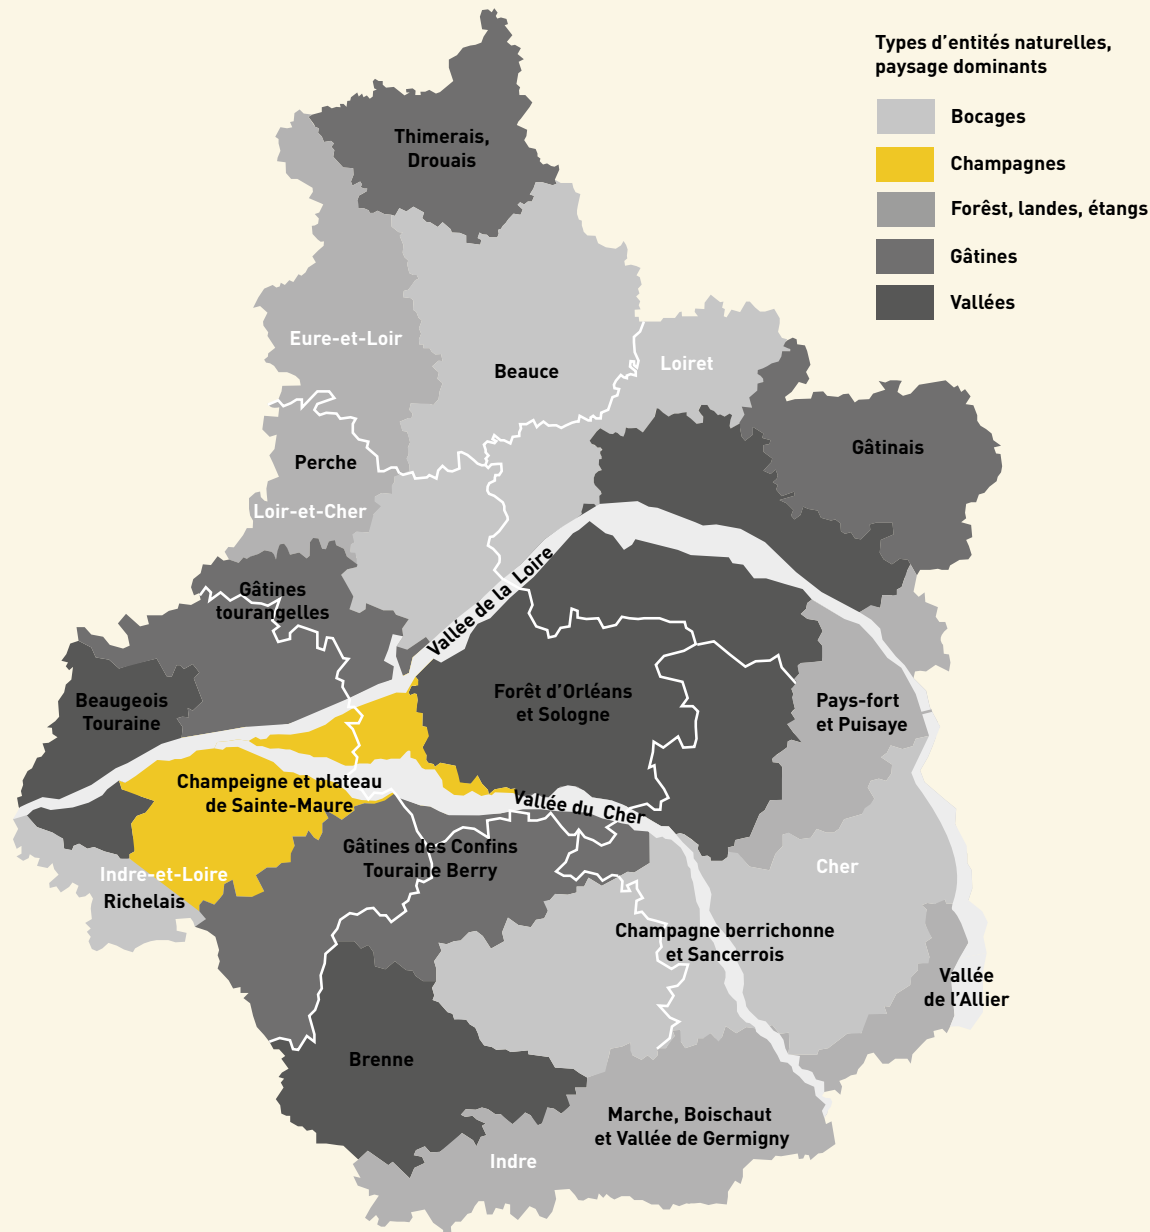 Types d'entités naturelles,
paysage dominants
Bocages
Champagnes
Forêst, landes, étangs
Gâtines
Vallées
Thimerais,
Drouais
Eure-et-Loir
Beauce
Loiret
Gâtinais
Perche
Loir-et-Cher
Vallée de la Loire
Gâtines
tourangelles
Beaugeois
Touraine
Forêt d'Orléans
et Sologne
Pays-fort
et Puisaye
Champeigne et plateau
de Sainte-Maure
Vallée du Cher
Gâtines des Confins
Touraine Berry
Indre-et-Loire
Richelais
Cher
Champagne berrichonne
et Sancerrois
Vallée
de l'Allier
Brenne
Marche, Boischaut
et Vallée de Germigny
Indre